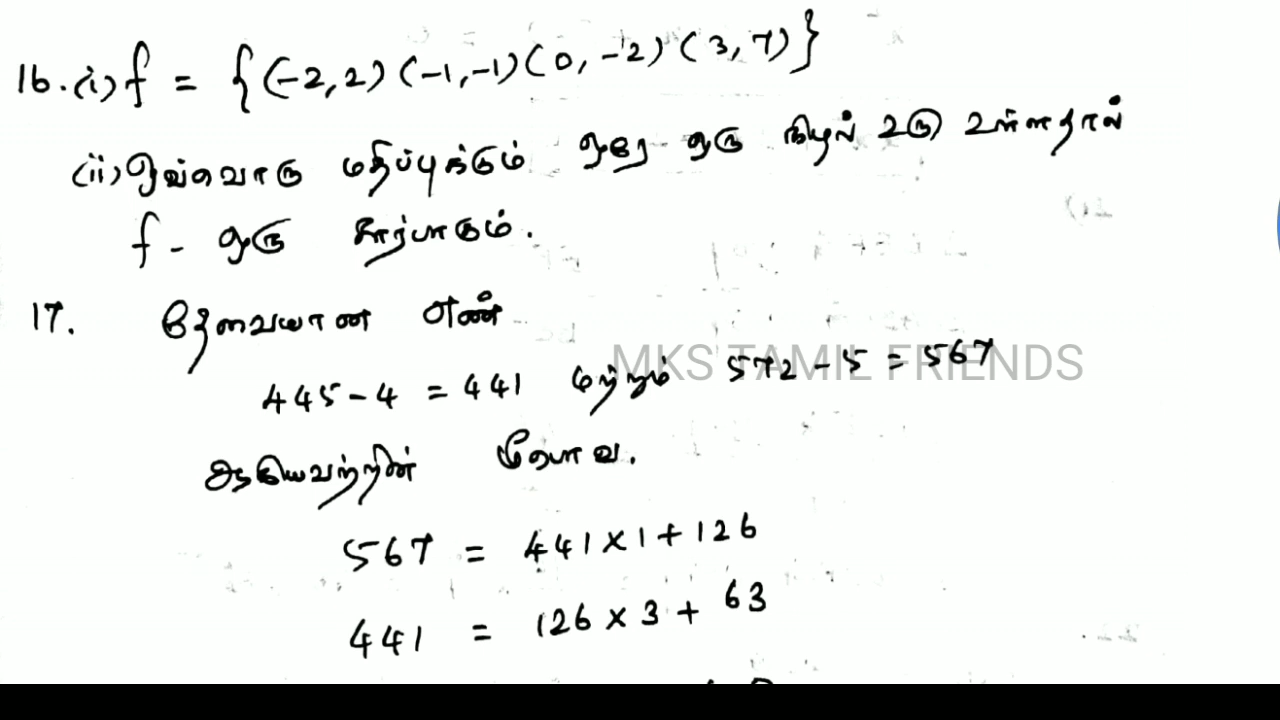 16. (i) f = {(-2,2) (-1,-1) (0,-2) (3,7)}
(ii) ஒவ்வொரு மதிப்புக்கும் ஒரே ஒரு நிழல் உரு உள்ளதால்
f - ஒரு சார்பாகும்.
17. தேவையான எண்
445-4 = 441 மற்றும் 572-5 = 567
MKS TAMIL FRIENDS
ஆகியவற்றின் மீபொவ.
567 = 441×1+126
441 = 126×3+63